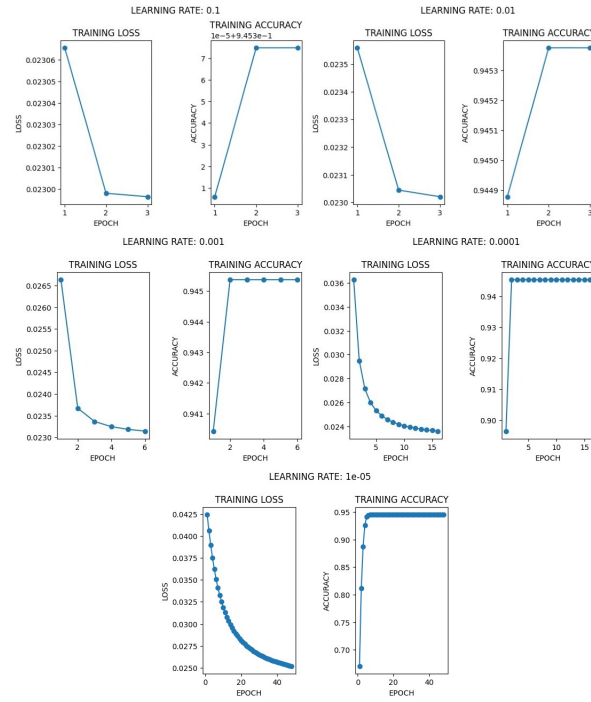 LEARNING RATE: 0.1
TRAINING LOSS
TRAINING ACCURACY
1e−5+9.453e−1
LOSS
0.02306
0.02305
0.02304
0.02303
0.02302
0.02301
0.02300
1 2 3
EPOCH
ACCURACY
7
6
5
4
3
2
1
1 2 3
EPOCH
LEARNING RATE: 0.01
TRAINING LOSS
TRAINING ACCURACY
LOSS
0.0235
0.0234
0.0233
0.0232
0.0231
0.0230
1 2 3
EPOCH
ACCURACY
0.9453
0.9452
0.9451
0.9450
0.9449
1 2 3
EPOCH
LEARNING RATE: 0.001
TRAINING LOSS
TRAINING ACCURACY
LOSS
0.0265
0.0260
0.0255
0.0250
0.0245
0.0240
0.0235
0.0230
2 4 6
EPOCH
ACCURACY
0.945
0.944
0.943
0.942
0.941
2 4 6
EPOCH
LEARNING RATE: 0.0001
TRAINING LOSS
TRAINING ACCURACY
LOSS
0.036
0.034
0.032
0.030
0.028
0.026
0.024
5 10 15
EPOCH
ACCURACY
0.94
0.93
0.92
0.91
0.90
5 10 15
EPOCH
LEARNING RATE: 1e-05
TRAINING LOSS
TRAINING ACCURACY
LOSS
0.0425
0.0400
0.0375
0.0350
0.0325
0.0300
0.0275
0.0250
0 20 40
EPOCH
ACCURACY
0.95
0.90
0.85
0.80
0.75
0.70
0 20 40
EPOCH